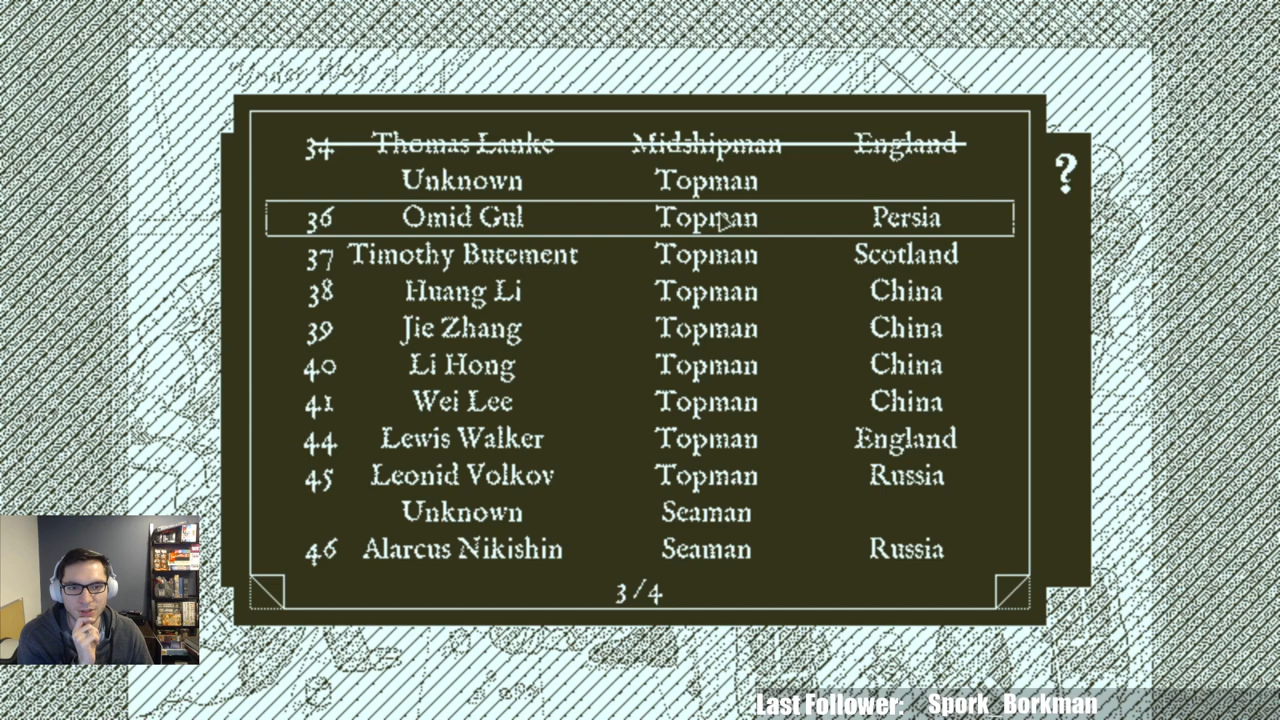 34 Thomas Lanke Midshipman England
Unknown Topman
36 Omid Gul Topman Persia
37 Timothy Butement Topman Scotland
38 Huang Li Topman China
39 Jie Zhang Topman China
40 Li Hong Topman China
41 Wei Lee Topman China
44 Lewis Walker Topman England
45 Leonid Volkov Topman Russia
Unknown Seaman
46 Alarcus Nikishin Seaman Russia
3/4
?
Last Follower: Spork_Borkman